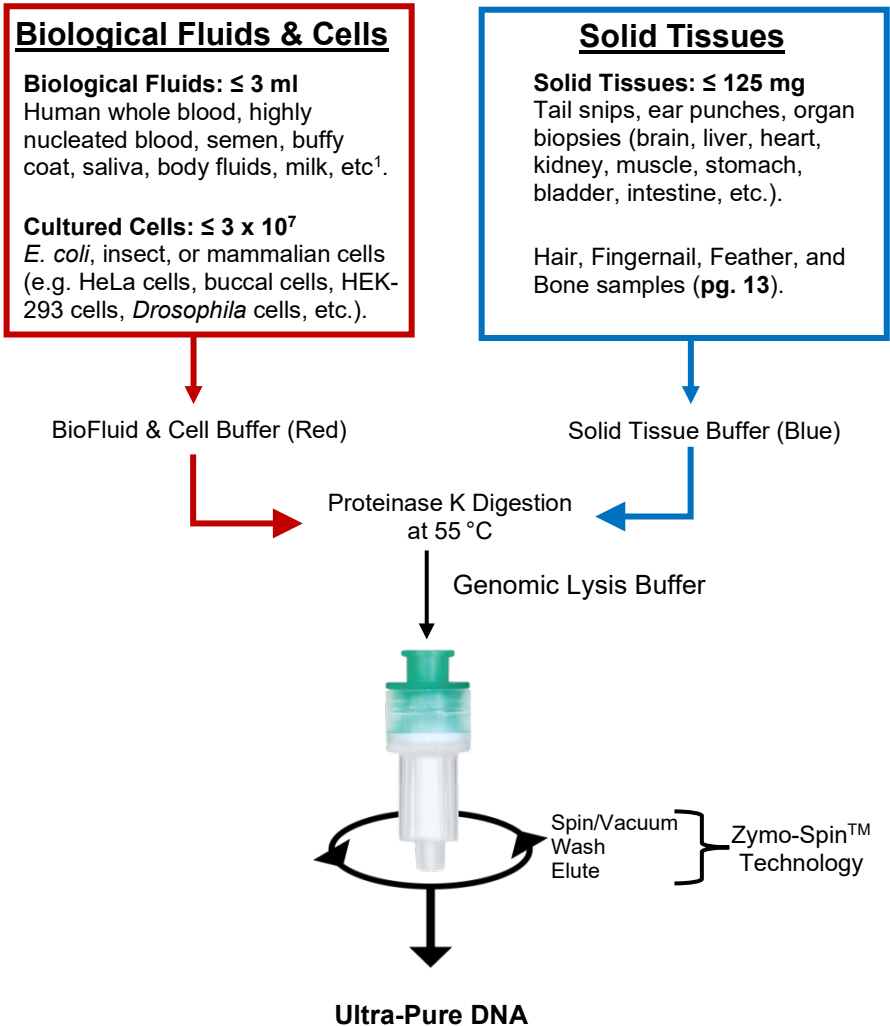 Biological Fluids & Cells
Biological Fluids: ≤ 3 ml
Human whole blood, highly
nucleated blood, semen, buffy
coat, saliva, body fluids, milk, etc¹.
Cultured Cells: ≤ 3 x 10⁷
E. coli, insect, or mammalian cells
(e.g. HeLa cells, buccal cells, HEK-
293 cells, Drosophila cells, etc.).
Solid Tissues
Solid Tissues: ≤ 125 mg
Tail snips, ear punches, organ
biopsies (brain, liver, heart,
kidney, muscle, stomach,
bladder, intestine, etc.).
Hair, Fingernail, Feather, and
Bone samples (pg. 13).
BioFluid & Cell Buffer (Red)
Solid Tissue Buffer (Blue)
Proteinase K Digestion
at 55 °C
Genomic Lysis Buffer
Spin/Vacuum
Wash
Elute
Zymo-Spin™
Technology
Ultra-Pure DNA